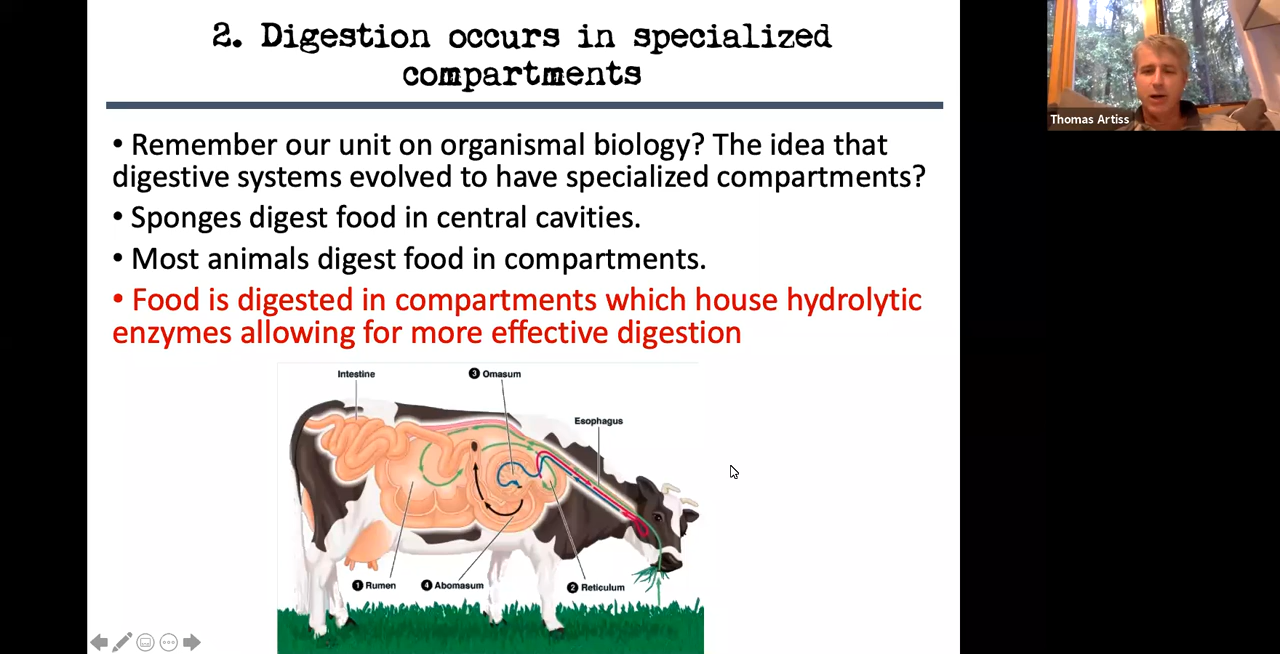 2. Digestion occurs in specialized
compartments
• Remember our unit on organismal biology? The idea that
digestive systems evolved to have specialized compartments?
• Sponges digest food in central cavities.
• Most animals digest food in compartments.
• Food is digested in compartments which house hydrolytic
enzymes allowing for more effective digestion
Intestine
3 Omasum
Esophagus
1 Rumen
4 Abomasum
2 Reticulum
Thomas Artiss